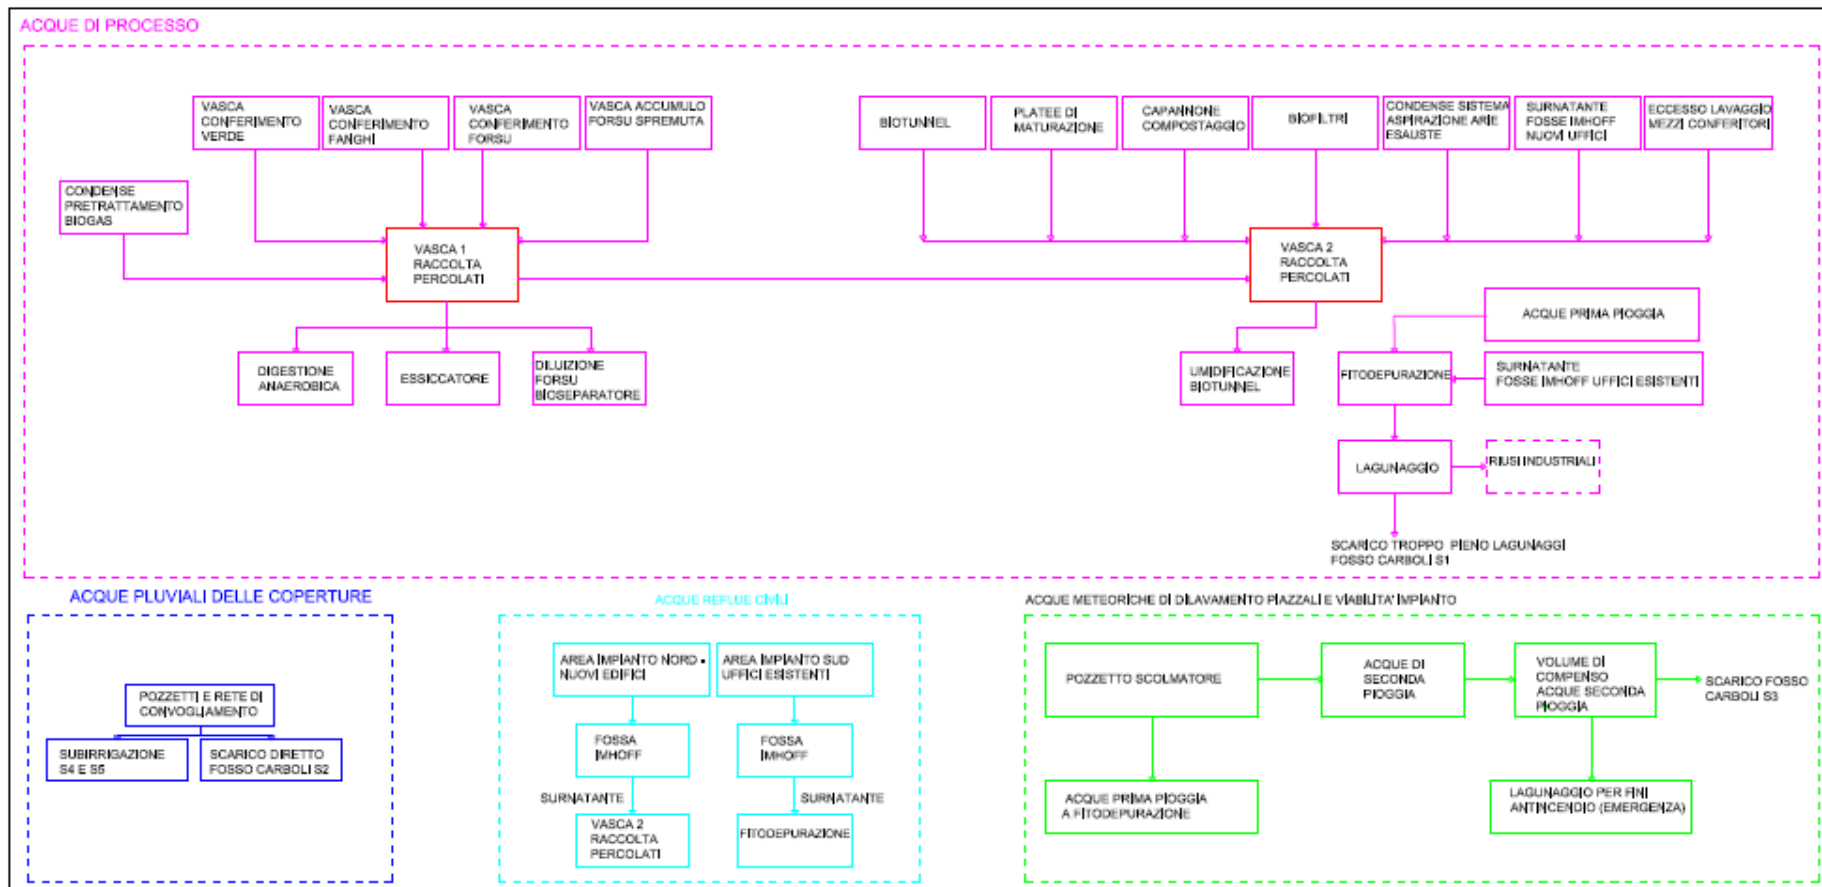 ACQUE DI PROCESSO
VASCA
CONFERIMENTO
VERDE
VASCA
CONFERIMENTO
FANGHI
VASCA
CONFERIMENTO
FORSU
VASCA ACCUMULO
FORSU SPREMUTA
BIOTUNNEL
PLATEE DI
MATURAZIONE
CAPANNONE
COMPOSTAGGIO
BIOFILTRI
CONDENSE SISTEMA
ASPIRAZIONE ARIE
ESAUSTE
SURNATANTE
FOSSE IMHOFF
NUOVI UFFICI
ECCESSO LAVAGGIO
MEZZI CONFERITORI
CONDENSE
PRETRATTAMENTO
BIOGAS
VASCA 1
RACCOLTA
PERCOLATI
VASCA 2
RACCOLTA
PERCOLATI
DIGESTIONE
ANAEROBICA
ESSICCATORE
DILUIZIONE
FORSU
BIOSEPARATORE
UMIDIFICAZIONE
BIOTUNNEL
ACQUE PRIMA PIOGGIA
FITODEPURAZIONE
SURNATANTE
FOSSE IMHOFF UFFICI ESISTENTI
LAGUNAGGIO
RIUSI INDUSTRIALI
SCARICO TROPPO PIENO LAGUNAGGI
FOSSO CARBOLI S1
ACQUE PLUVIALI DELLE COPERTURE
POZZETTI E RETE DI
CONVOGLIAMENTO
SUBIRRIGAZIONE
S4 E S5
SCARICO DIRETTO
FOSSO CARBOLI S2
ACQUE REFLUE CIVILI
AREA IMPIANTO NORD -
NUOVI EDIFICI
AREA IMPIANTO SUD
UFFICI ESISTENTI
FOSSA
IMHOFF
FOSSA
IMHOFF
SURNATANTE
SURNATANTE
VASCA 2
RACCOLTA
PERCOLATI
FITODEPURAZIONE
ACQUE METEORICHE DI DILAVAMENTO PIAZZALI E VIABILITA' IMPIANTO
POZZETTO SCOLMATORE
ACQUE DI
SECONDA
PIOGGIA
VOLUME DI
COMPENSO
ACQUE SECONDA
PIOGGIA
SCARICO FOSSO
CARBOLI S3
ACQUE PRIMA PIOGGIA
A FITODEPURAZIONE
LAGUNAGGIO PER FINI
ANTINCENDIO (EMERGENZA)